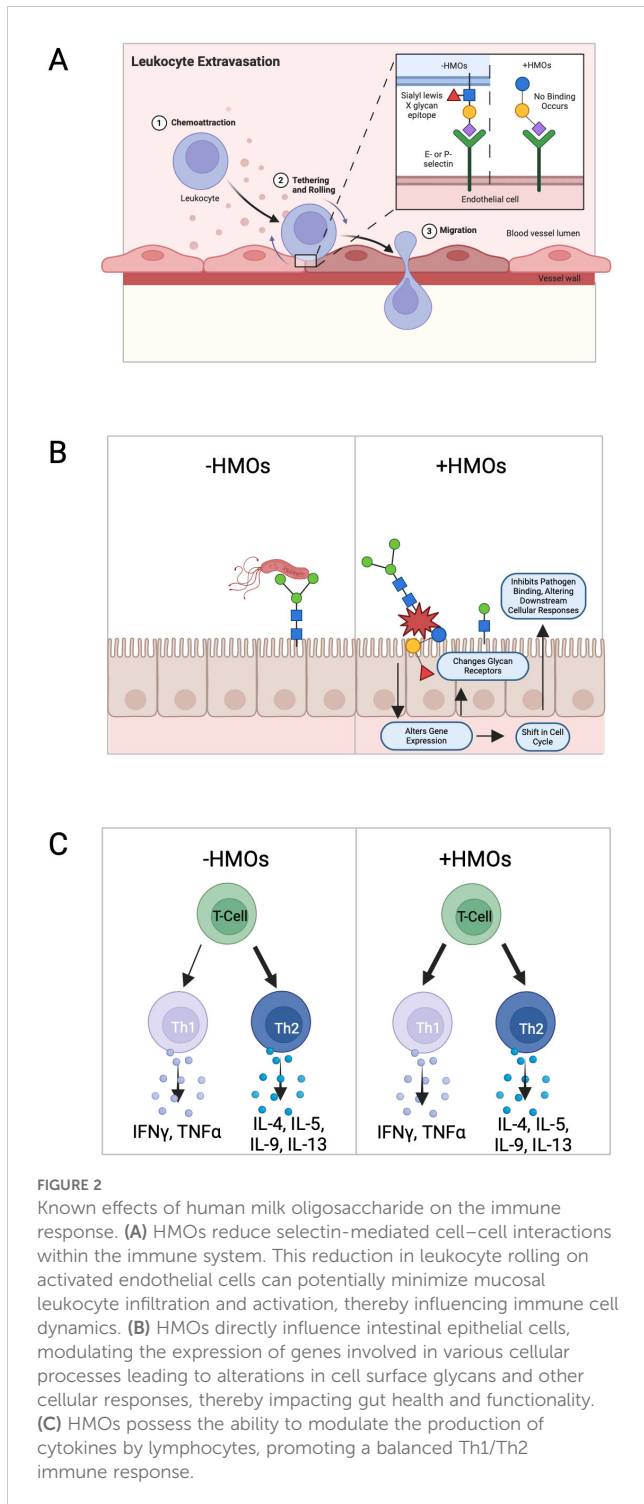 A
Leukocyte Extravasation
1 Chemoattraction
Leukocyte
2 Tethering
and Rolling
-HMOs
+HMOs
Sialyl lewis
X glycan
epitope
No Binding
Occurs
E- or P-
selectin
Endothelial cell
3 Migration
Blood vessel lumen
Vessel wall
B
-HMOs
+HMOs
Inhibits Pathogen
Binding, Altering
Downstream
Cellular Responses
Changes Glycan
Receptors
Alters Gene
Expression
Shift in Cell
Cycle
C
-HMOs
+HMOs
T-Cell
T-Cell
Th1
Th2
Th1
Th2
IFNγ, TNFα
IL-4, IL-5,
IL-9, IL-13
IFNγ, TNFα
IL-4, IL-5,
IL-9, IL-13
FIGURE 2
Known effects of human milk oligosaccharide on the immune
response. (A) HMOs reduce selectin-mediated cell–cell interactions
within the immune system. This reduction in leukocyte rolling on
activated endothelial cells can potentially minimize mucosal
leukocyte infiltration and activation, thereby influencing immune cell
dynamics. (B) HMOs directly influence intestinal epithelial cells,
modulating the expression of genes involved in various cellular
processes leading to alterations in cell surface glycans and other
cellular responses, thereby impacting gut health and functionality.
(C) HMOs possess the ability to modulate the production of
cytokines by lymphocytes, promoting a balanced Th1/Th2
immune response.